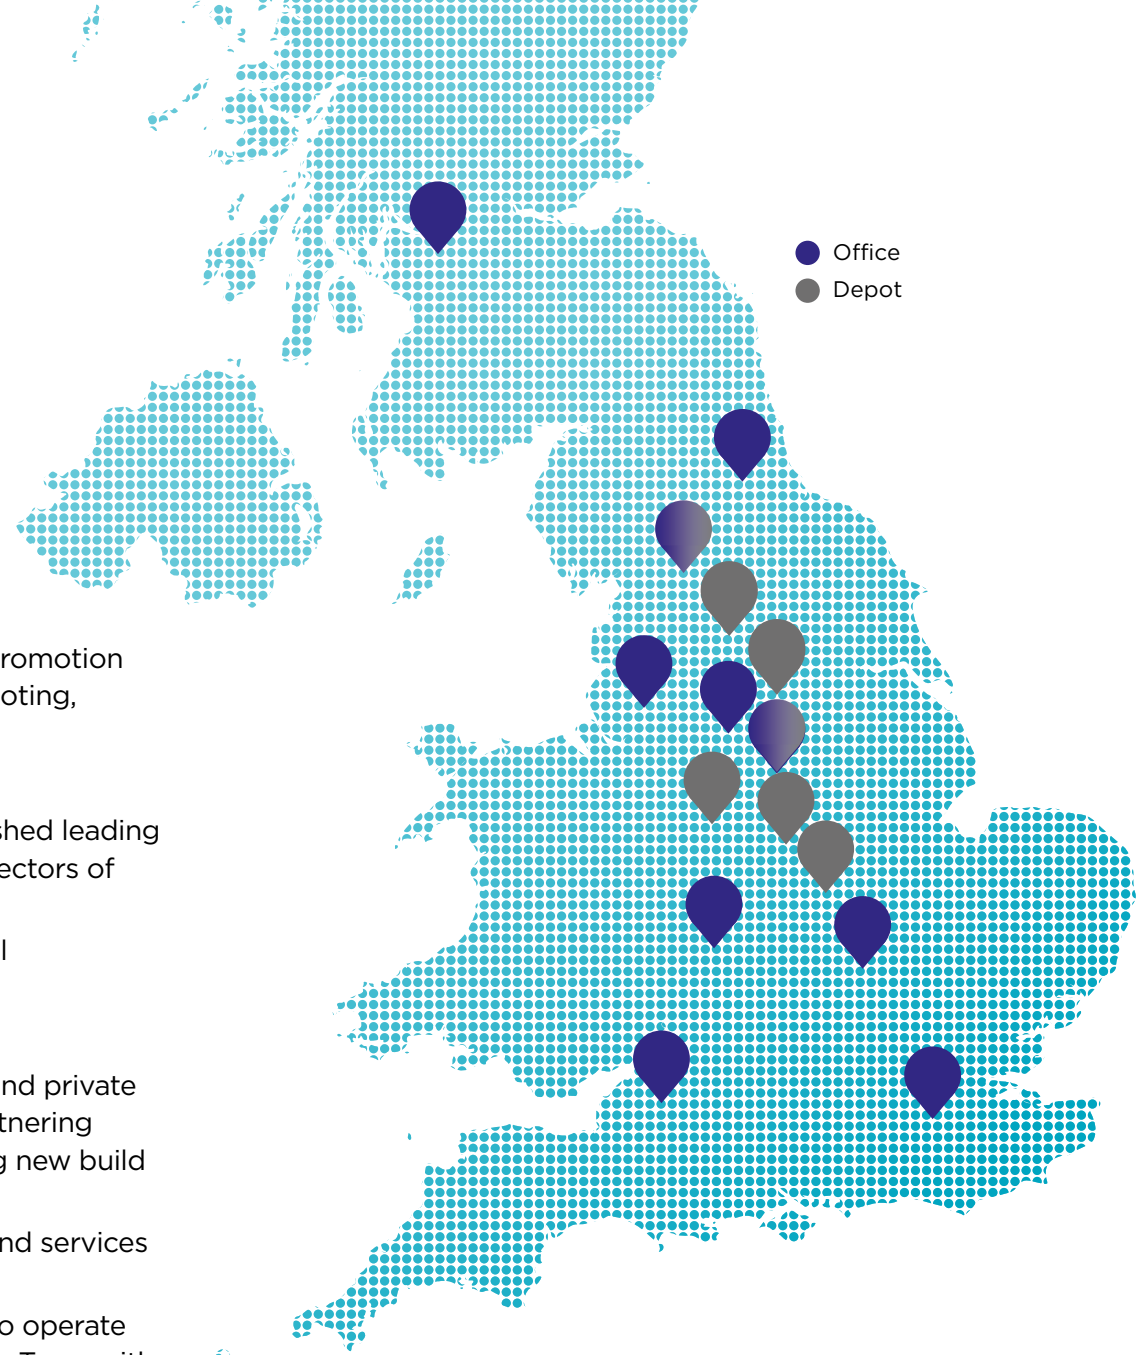 Office
Depot
romotion
oting,
shed leading
ectors of
l
nd private
tnering
g new build
nd services
o operate